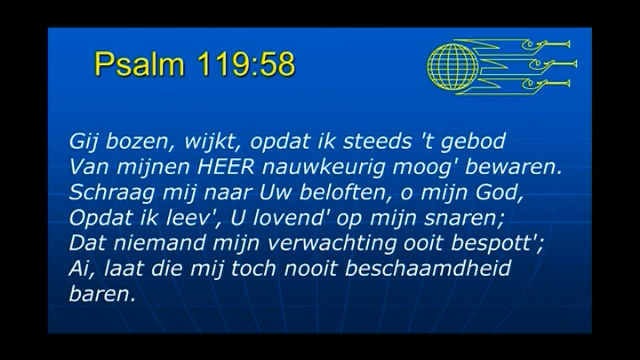 Psalm 119:58
Gij bozen, wijkt, opdat ik steeds 't gebod
Van mijnen HEER nauwkeurig moog' bewaren.
Schraag mij naar Uw beloften, o mijn God,
Opdat ik leev', U lovend' op mijn snaren;
Dat niemand mijn verwachting ooit bespott';
Ai, laat die mij toch nooit beschaamdheid
baren.